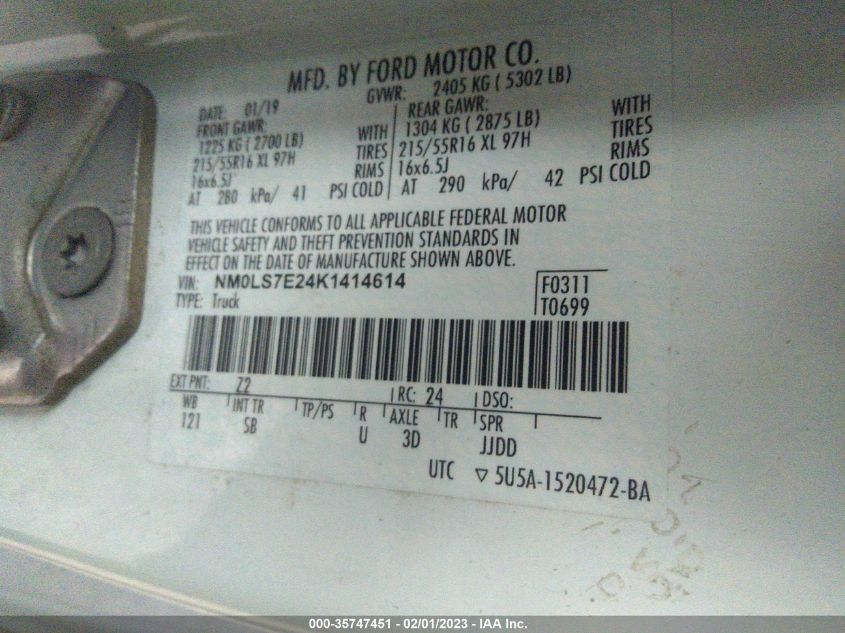 MFD. BY FORD MOTOR CO.
DATE: 01/19 GVWR: 2405 KG ( 5302 LB)
FRONT GAWR: REAR GAWR:
1225 KG ( 2700 LB) WITH 1304 KG ( 2875 LB) WITH
215/55R16 XL 97H TIRES 215/55R16 XL 97H TIRES
16x6.5J RIMS 16x6.5J RIMS
AT 280 kPa/ 41 PSI COLD AT 290 kPa/ 42 PSI COLD
THIS VEHICLE CONFORMS TO ALL APPLICABLE FEDERAL MOTOR
VEHICLE SAFETY AND THEFT PREVENTION STANDARDS IN
EFFECT ON THE DATE OF MANUFACTURE SHOWN ABOVE.
VIN: NM0LS7E24K1414614 F0311
TYPE: Truck T0699
EXT PNT: Z2 RC: 24 DSO:
WB INT TR TP/PS R AXLE TR SPR
121 SB U 3D JJDD
UTC ▽ 5U5A-1520472-BA
000-35747451 - 02/01/2023 - IAA Inc.